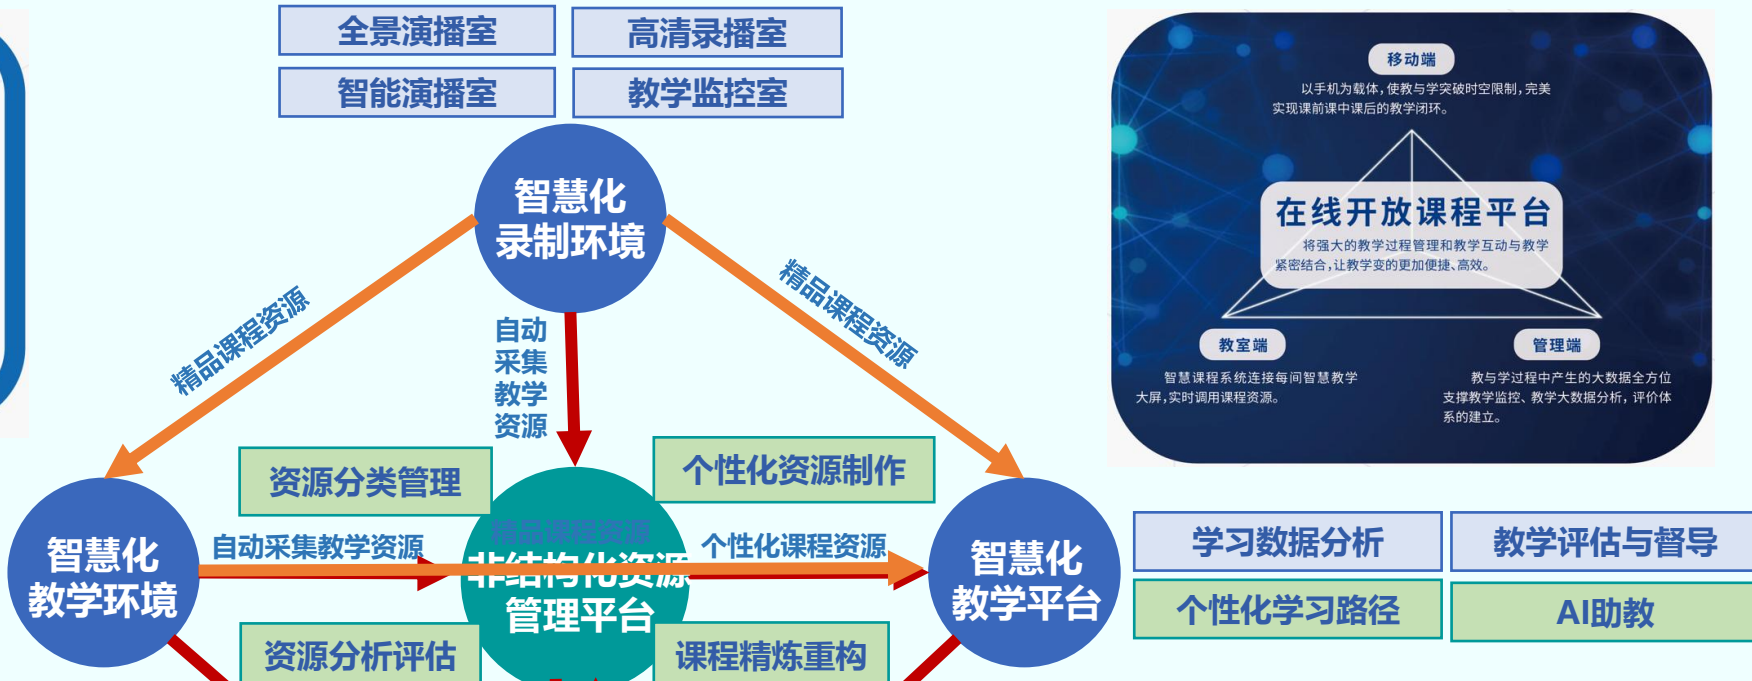 全景演播室
高清录播室
智能演播室
教学监控室
智慧化
录制环境
精品课程资源
精品课程资源
自动
采集
教学
资源
资源分类管理
个性化资源制作
智慧化
教学环境
自动采集教学资源
精品课程资源
非结构化资源
管理平台
个性化课程资源
智慧化
教学平台
资源分析评估
课程精炼重构
移动端
以手机为载体，使教与学突破时空限制，完美
实现课前课中课后的教学闭环。
在线开放课程平台
将强大的教学过程管理和教学互动与教学
紧密结合，让教学变的更加便捷、高效。
教室端
智慧课程系统连接每间智慧教学
大屏，实时调用课程资源。
管理端
教与学过程中产生的大数据全方位
支撑教学监控、教学大数据分析，评价体
系的建立。
学习数据分析
教学评估与督导
个性化学习路径
AI助教